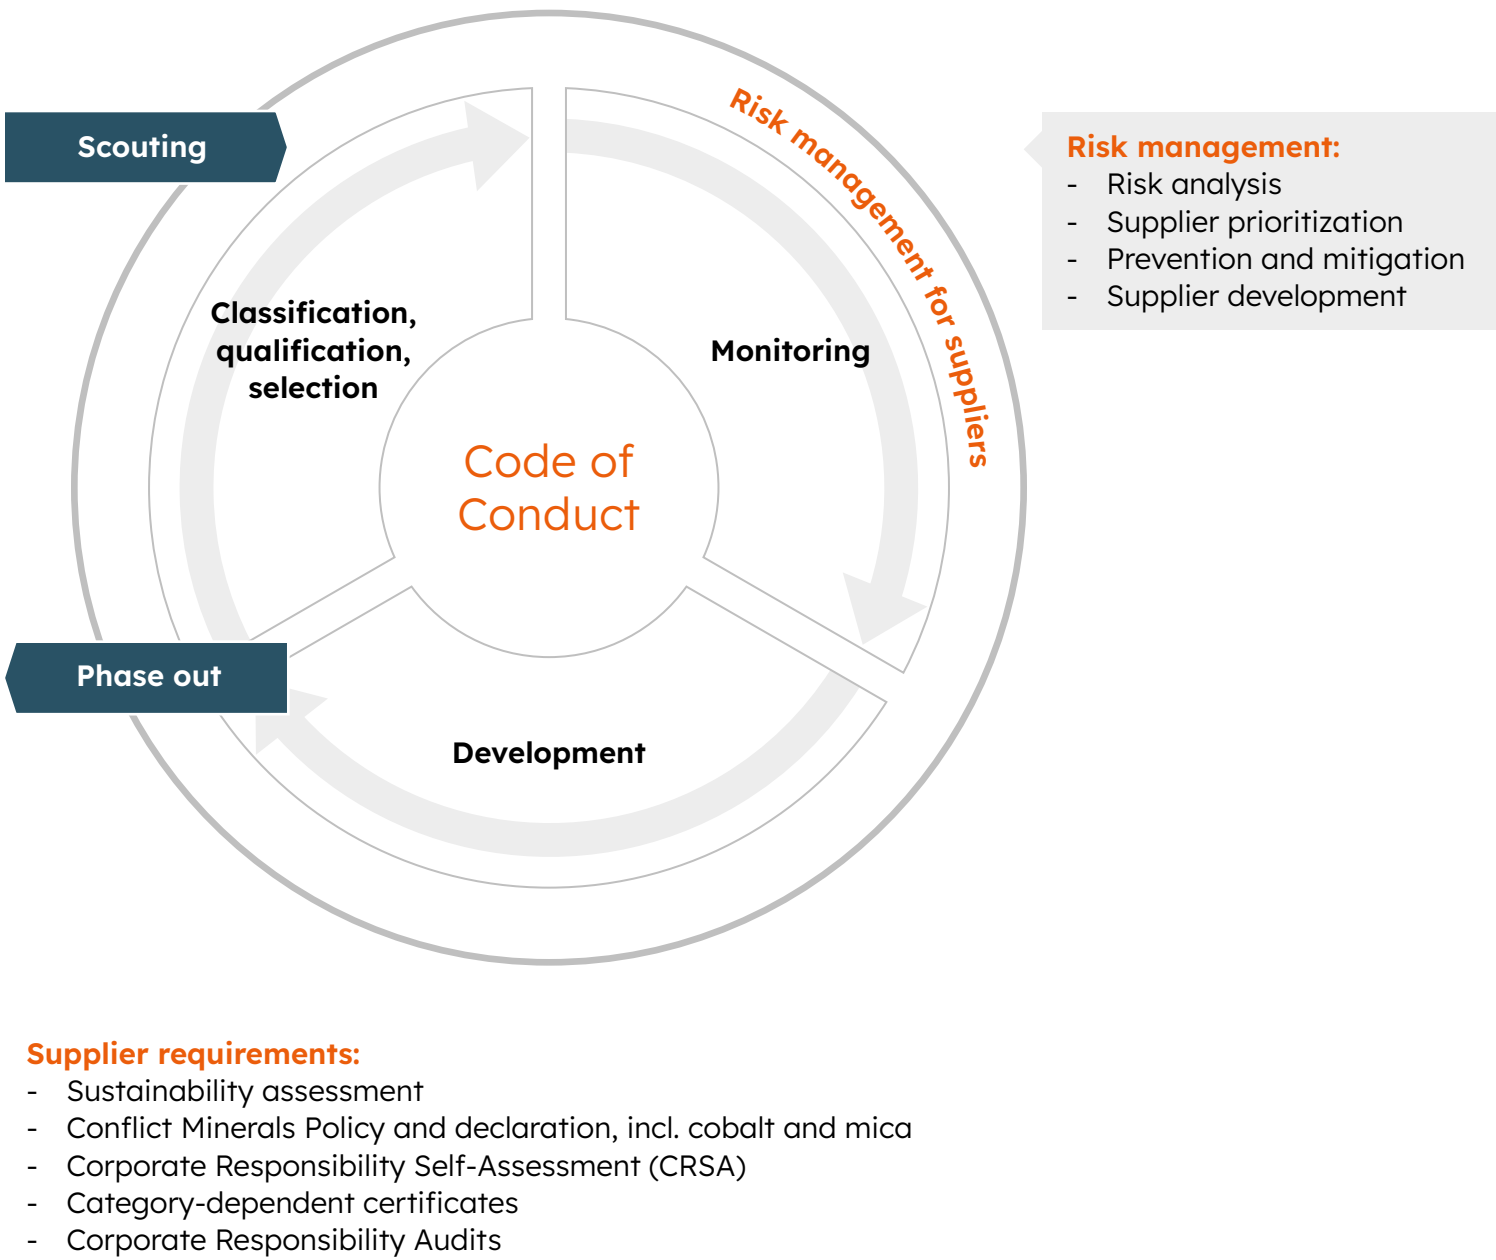 Scouting
Risk management for suppliers
Risk management:
- Risk analysis
- Supplier prioritization
- Prevention and mitigation
- Supplier development
Classification,
qualification,
selection
Monitoring
Code of
Conduct
Phase out
Development
Supplier requirements:
- Sustainability assessment
- Conflict Minerals Policy and declaration, incl. cobalt and mica
- Corporate Responsibility Self-Assessment (CRSA)
- Category-dependent certificates
- Corporate Responsibility Audits